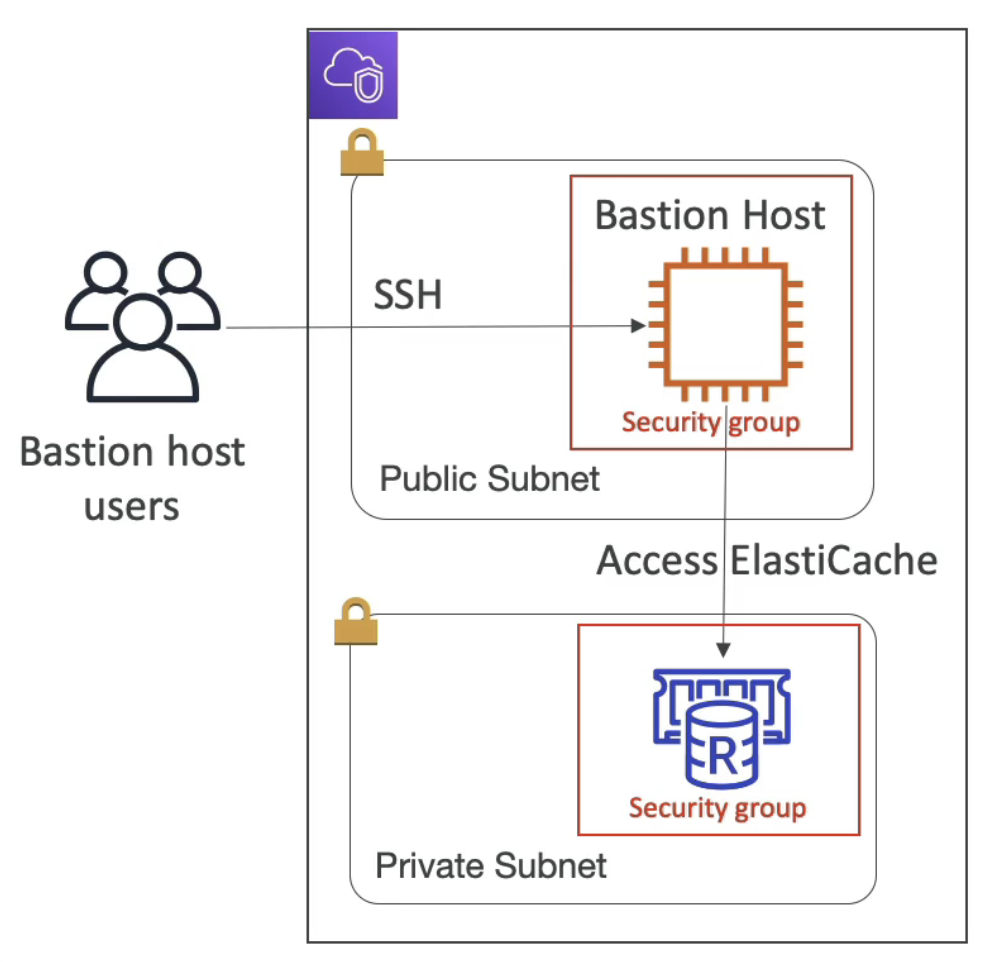 Bastion Host
SSH
Security group
Bastion host
users
Public Subnet
Access ElastiCache
R
Security group
Private Subnet